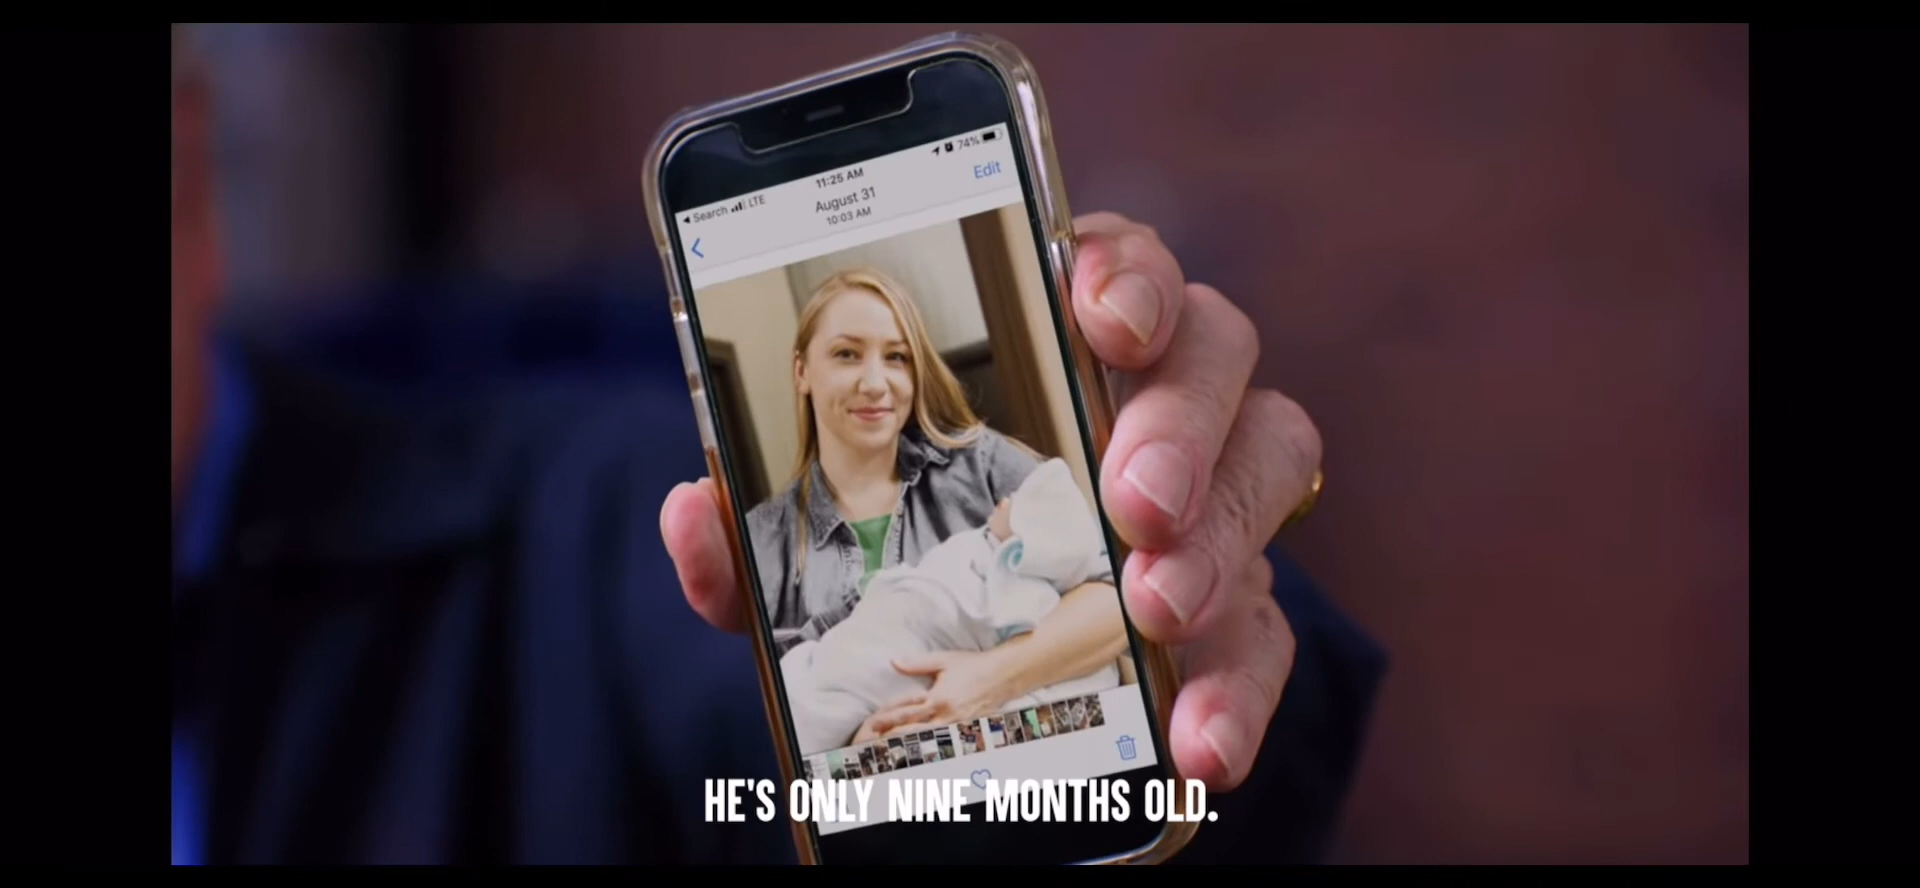 11:25 AM
74%
Search LTE
August 31
Edit
10:03 AM
HE'S ONLY NINE MONTHS OLD.